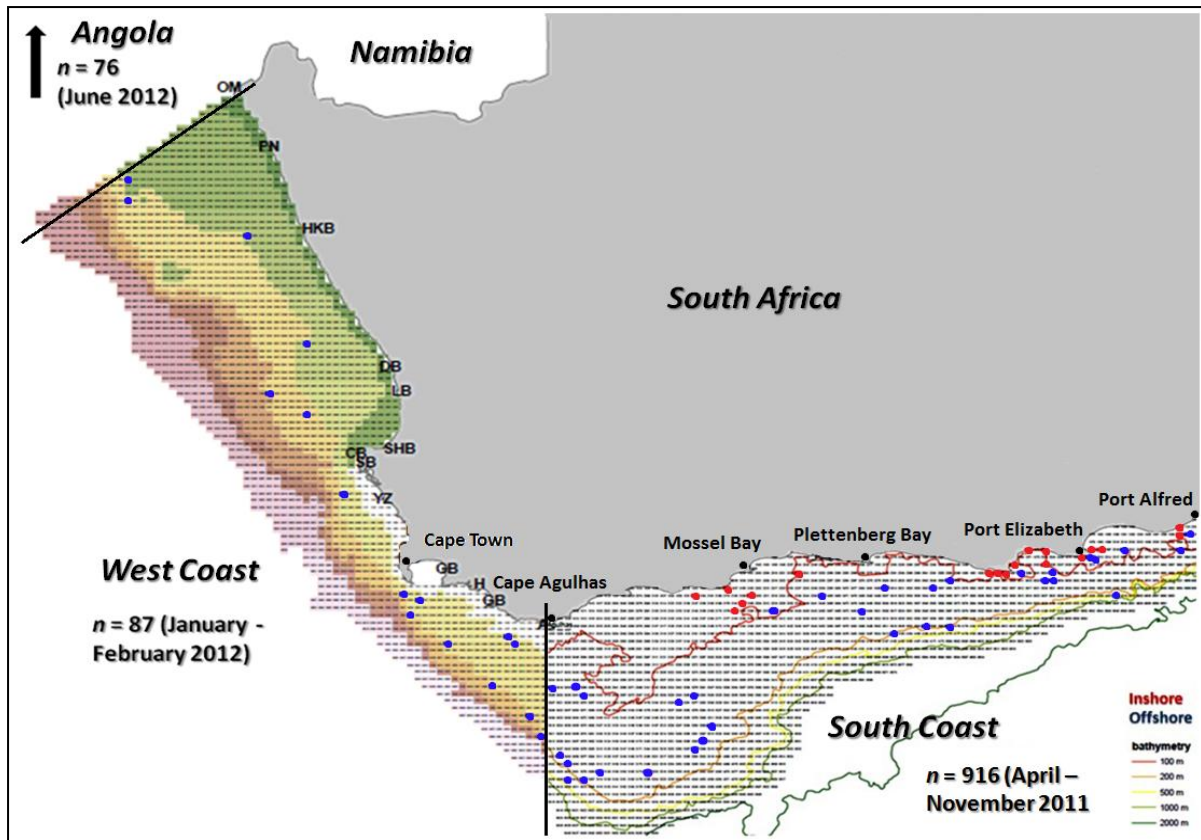 Angola
n = 76
(June 2012)
Namibia
OM
PN
HKB
South Africa
DB
LB
SHB
CB
SB
YZ
Port Alfred
Port Elizabeth
Plettenberg Bay
Mossel Bay
Cape Town
GB
H
Cape Agulhas
GB
West Coast
n = 87 (January -
February 2012)
South Coast
n = 916 (April –
November 2011
Inshore
Offshore
bathymetry
100 m
200 m
500 m
1000 m
2000 m